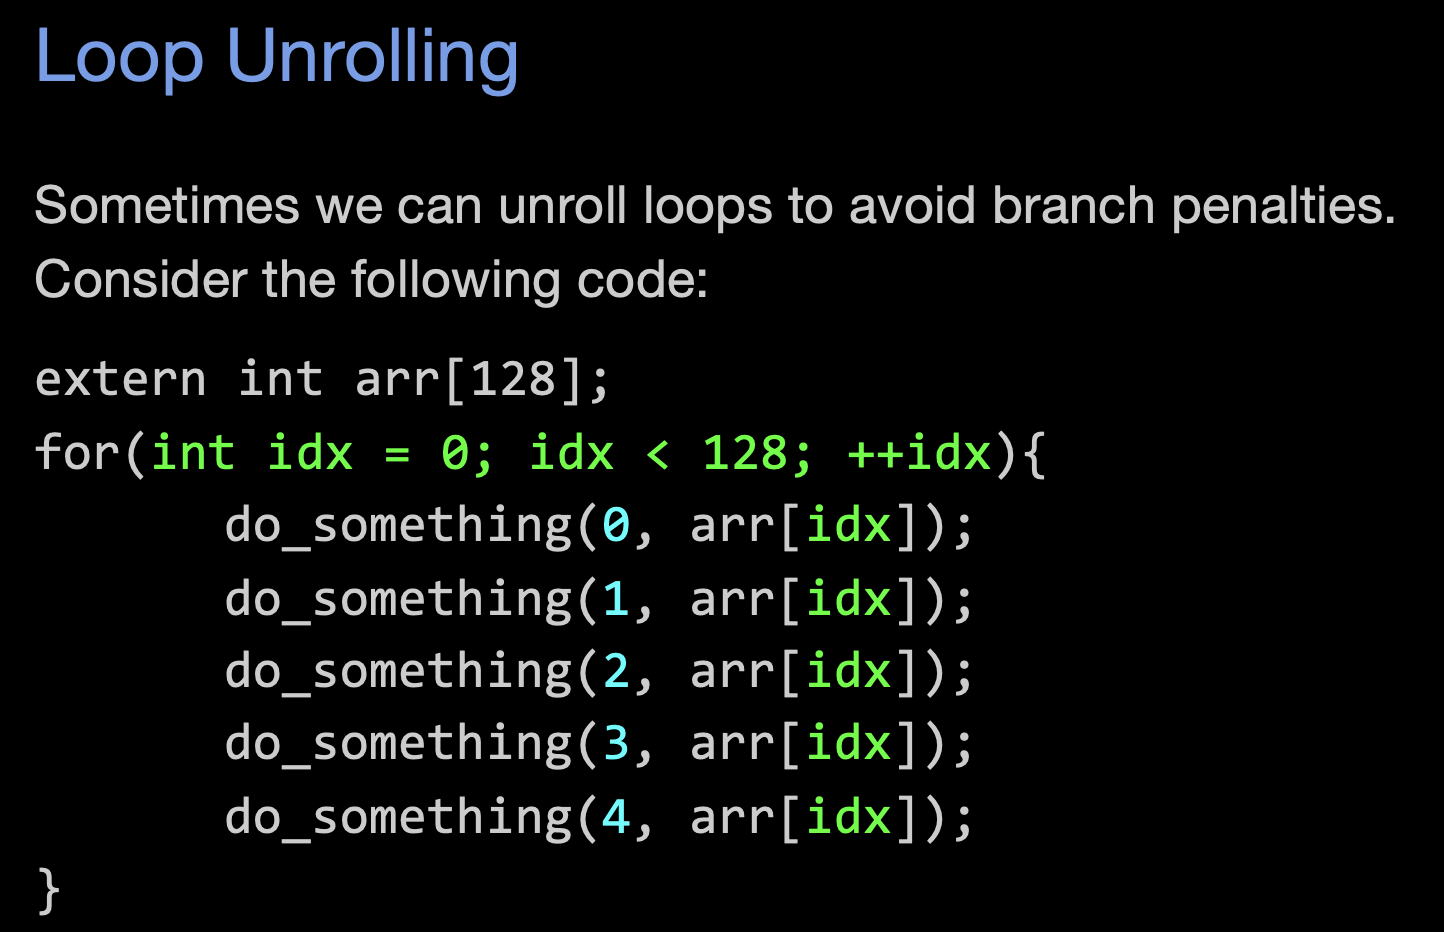 Loop Unrolling
Sometimes we can unroll loops to avoid branch penalties.
Consider the following code:
extern int arr[128];
for(int idx = 0; idx < 128; ++idx){
do_something(0, arr[idx]);
do_something(1, arr[idx]);
do_something(2, arr[idx]);
do_something(3, arr[idx]);
do_something(4, arr[idx]);
}